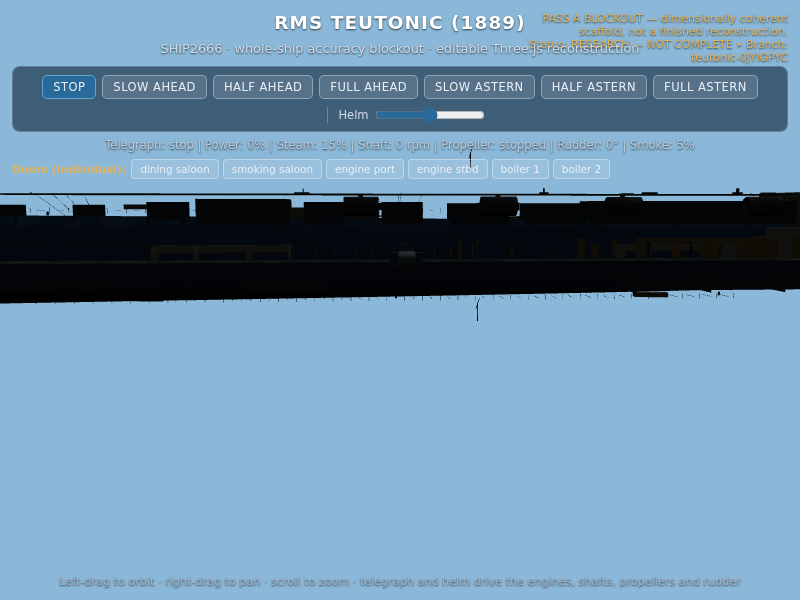 RMS TEUTONIC (1889)
PASS A BLOCKOUT — dimensionally coherent
scaffold, not a finished reconstruction.
NOT COMPLETE • Branch:
teutonic-0JYIGPYC
SHIP2666 · whole-ship accuracy blockout · editable Three.js reconstruction
STOP
SLOW AHEAD
HALF AHEAD
FULL AHEAD
SLOW ASTERN
HALF ASTERN
FULL ASTERN
Helm
Telegraph: stop | Power: 0% | Steam: 15% | Shaft: 0 rpm | Propeller: stopped | Rudder: 0° | Smoke: 5%
Doors (individual):
dining saloon
smoking saloon
engine port
engine stbd
boiler 1
boiler 2
Left-drag to orbit · right-drag to pan · scroll to zoom · telegraph and helm drive the engines, shafts, propellers and rudder